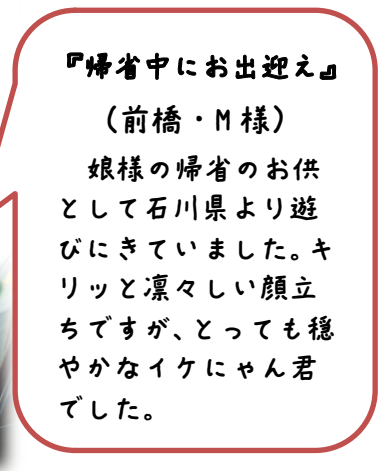 『帰省中にお出迎え』
（前橋・M様）
　娘様の帰省のお供
として石川県より遊
びにきていました。キ
リッと凛々しい顔立
ちですが、とっても穏
やかなイケにゃん君
でした。